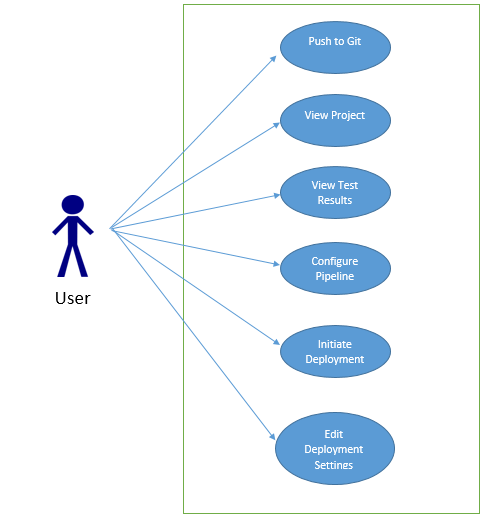 Push to Git
View Project
View Test
Results
Configure
Pipeline
Initiate
Deployment
Edit
Deployment
Settings
User